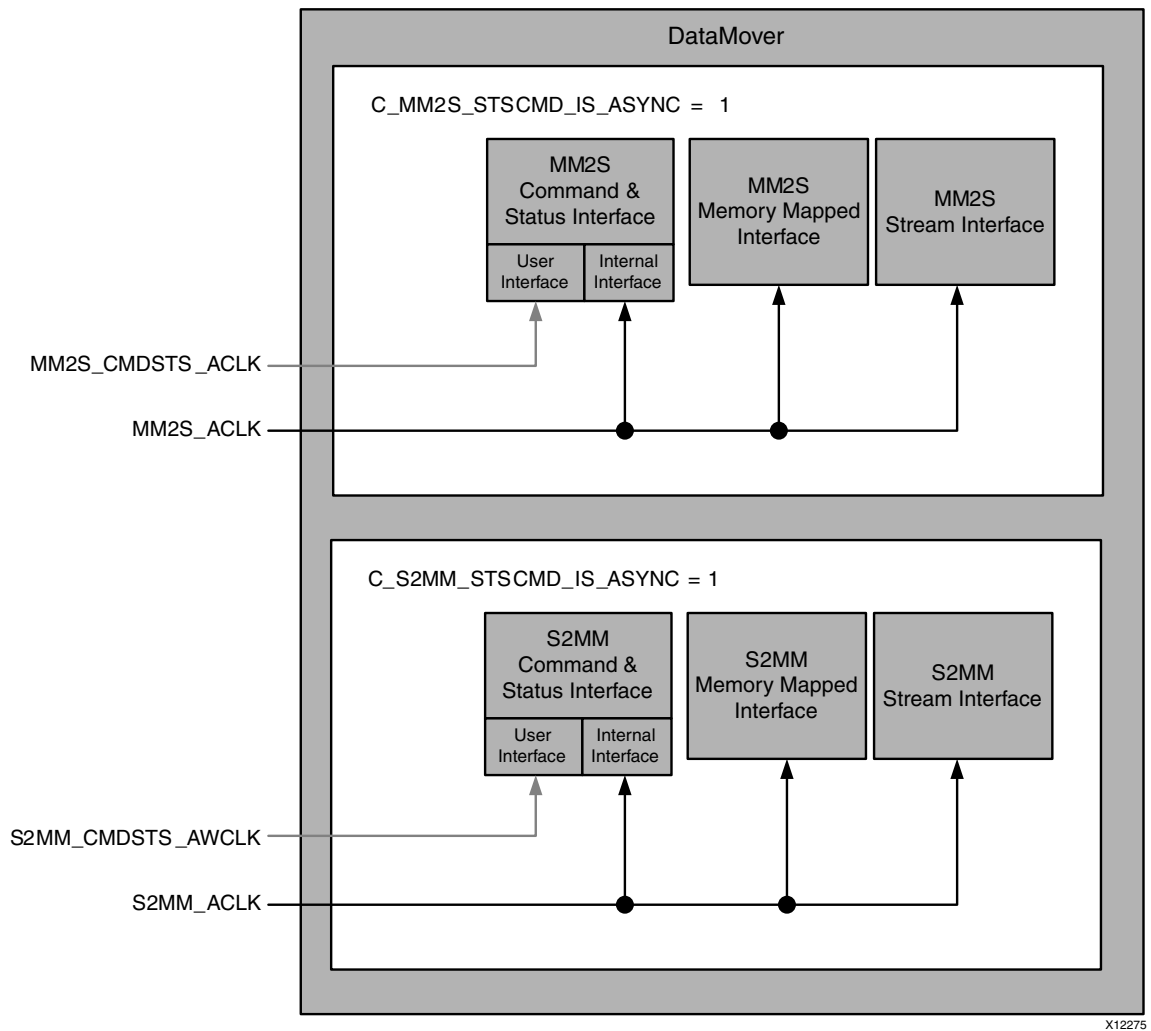 DataMover
C_MM2S_STSCMD_IS_ASYNC = 1
MM2S
Command &
Status Interface
User
Interface
Internal
Interface
MM2S
Memory Mapped
Interface
MM2S
Stream Interface
MM2S_CMDSTS_ACLK
MM2S_ACLK
C_S2MM_STSCMD_IS_ASYNC = 1
S2MM
Command &
Status Interface
User
Interface
Internal
Interface
S2MM
Memory Mapped
Interface
S2MM
Stream Interface
S2MM_CMDSTS_AWCLK
S2MM_ACLK
X12275